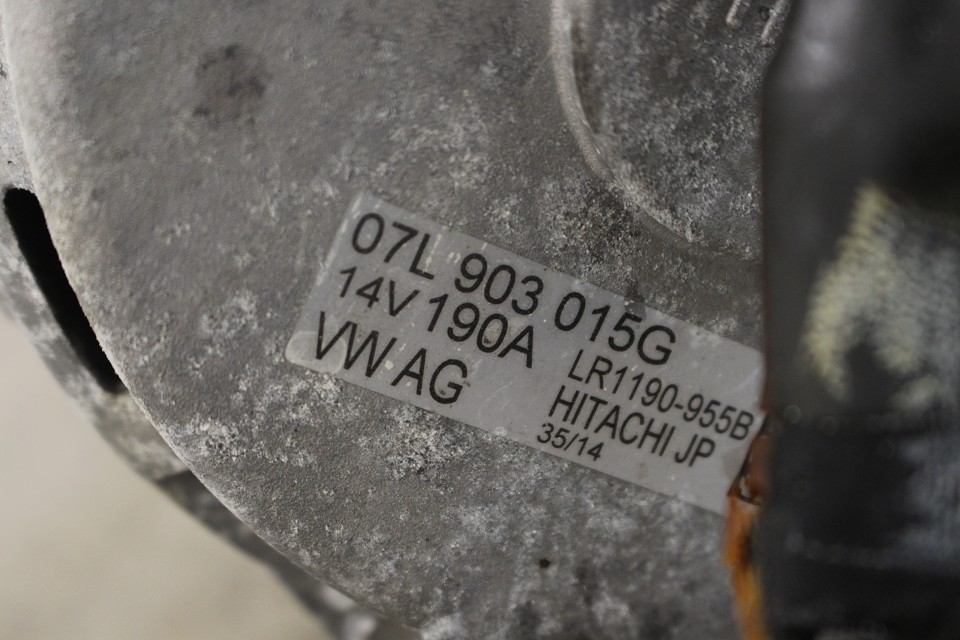 07L 903 015G
14V 190A
LR1190-955B
VW AG
HITACHI JP
35/14